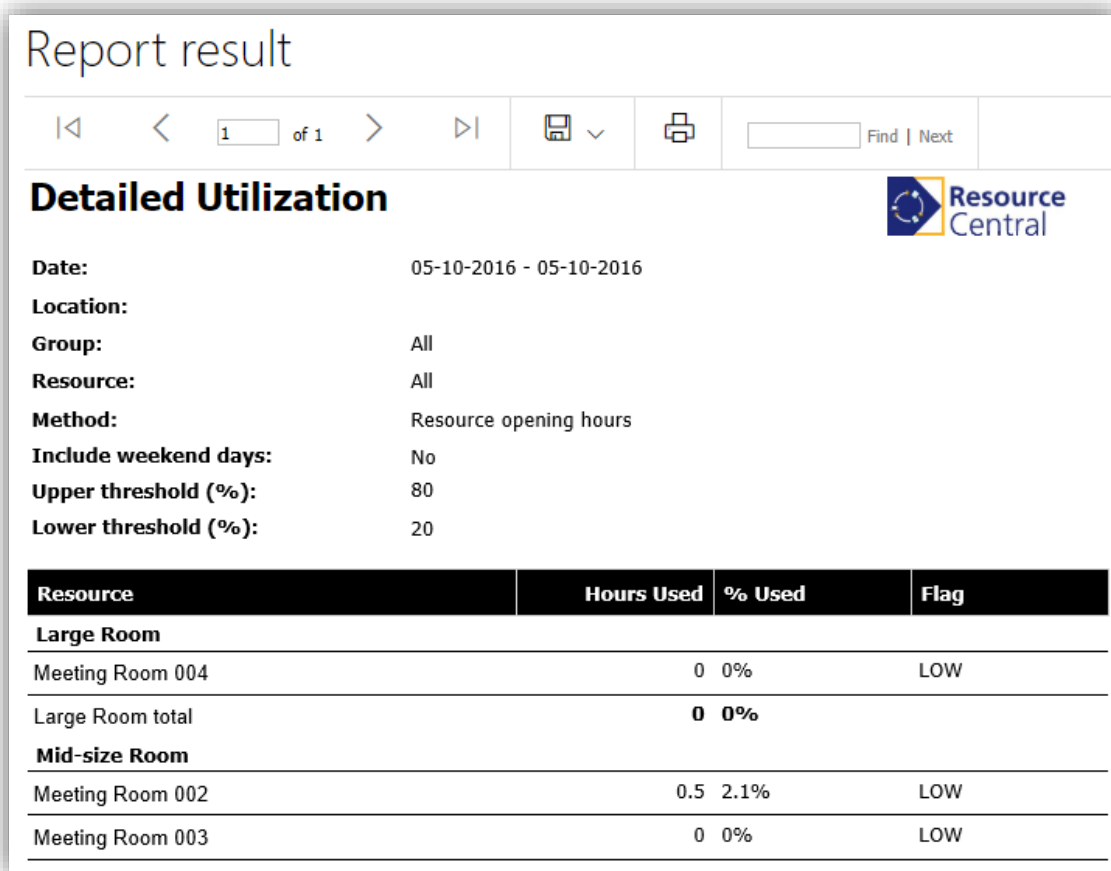 Report result
1 of 1 Find | Next
Detailed Utilization
Resource
Central
Date: 05-10-2016 - 05-10-2016
Location:
Group: All
Resource: All
Method: Resource opening hours
Include weekend days: No
Upper threshold (%): 80
Lower threshold (%): 20
Resource Hours Used % Used Flag
Large Room
Meeting Room 004 0 0% LOW
Large Room total 0 0%
Mid-size Room
Meeting Room 002 0.5 2.1% LOW
Meeting Room 003 0 0% LOW